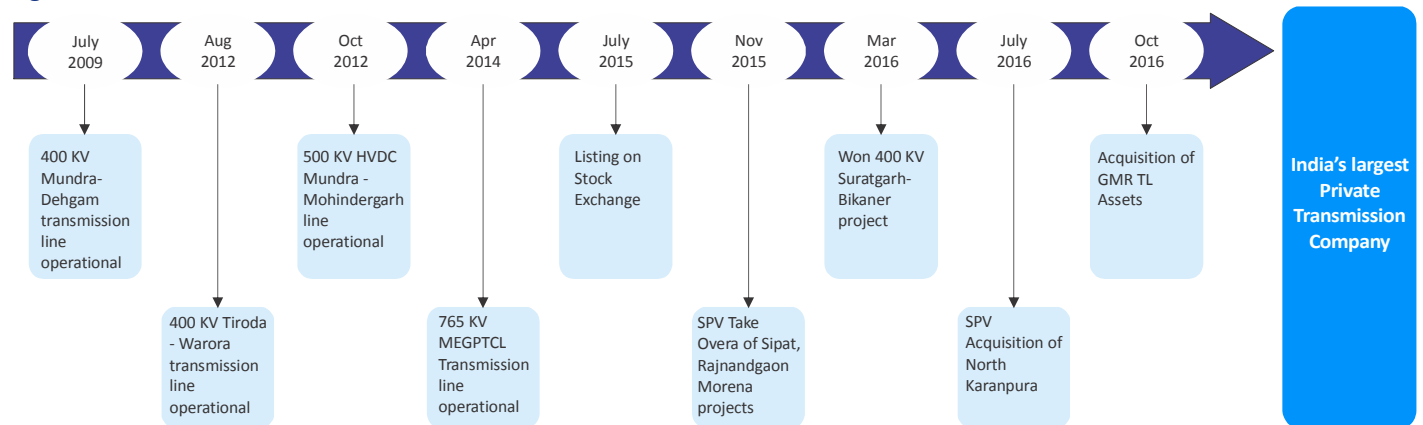 July
2009
Aug
2012
Oct
2012
Apr
2014
July
2015
Nov
2015
Mar
2016
July
2016
Oct
2016
400 KV
Mundra-
Dehgam
transmission
line
operational
400 KV Tiroda
- Warora
transmission
line
operational
500 KV HVDC
Mundra -
Mohindergarh
line
operational
765 KV
MEGPTCL
Transmission
line
operational
Listing on
Stock
Exchange
SPV Take
Overa of Sipat,
Rajnandgaon
Morena
projects
Won 400 KV
Suratgarh-
Bikaner
project
SPV
Acquisition of
North
Karanpura
Acquisition of
GMR TL
Assets
India’s largest
Private
Transmission
Company